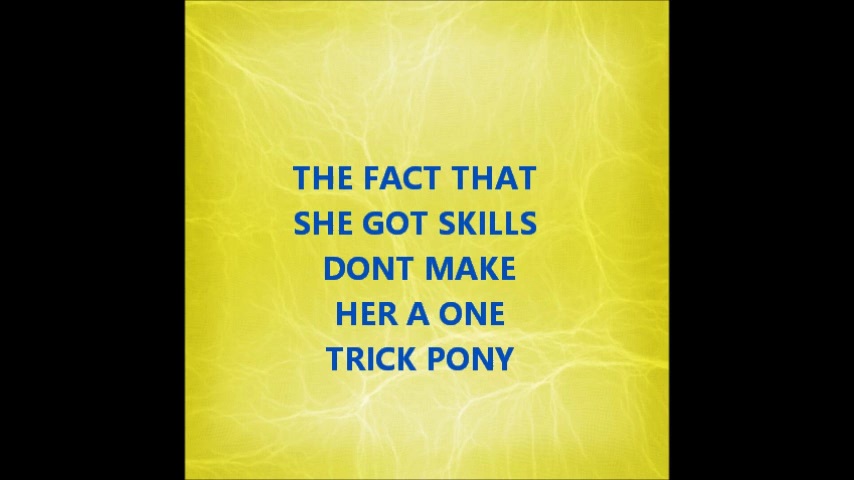 THE FACT THAT
SHE GOT SKILLS
DONT MAKE
HER A ONE
TRICK PONY